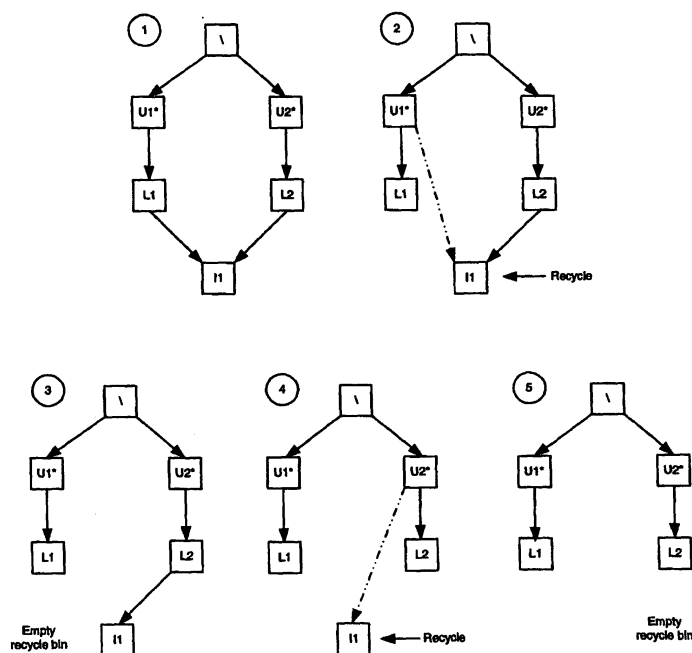 1
\
U1*
U2*
L1
L2
I1
2
\
U1*
U2*
L1
L2
I1
Recycle
3
\
U1*
U2*
L1
L2
I1
Empty
recycle bin
4
\
U1*
U2*
L1
L2
I1
Recycle
5
\
U1*
U2*
L1
L2
Empty
recycle bin